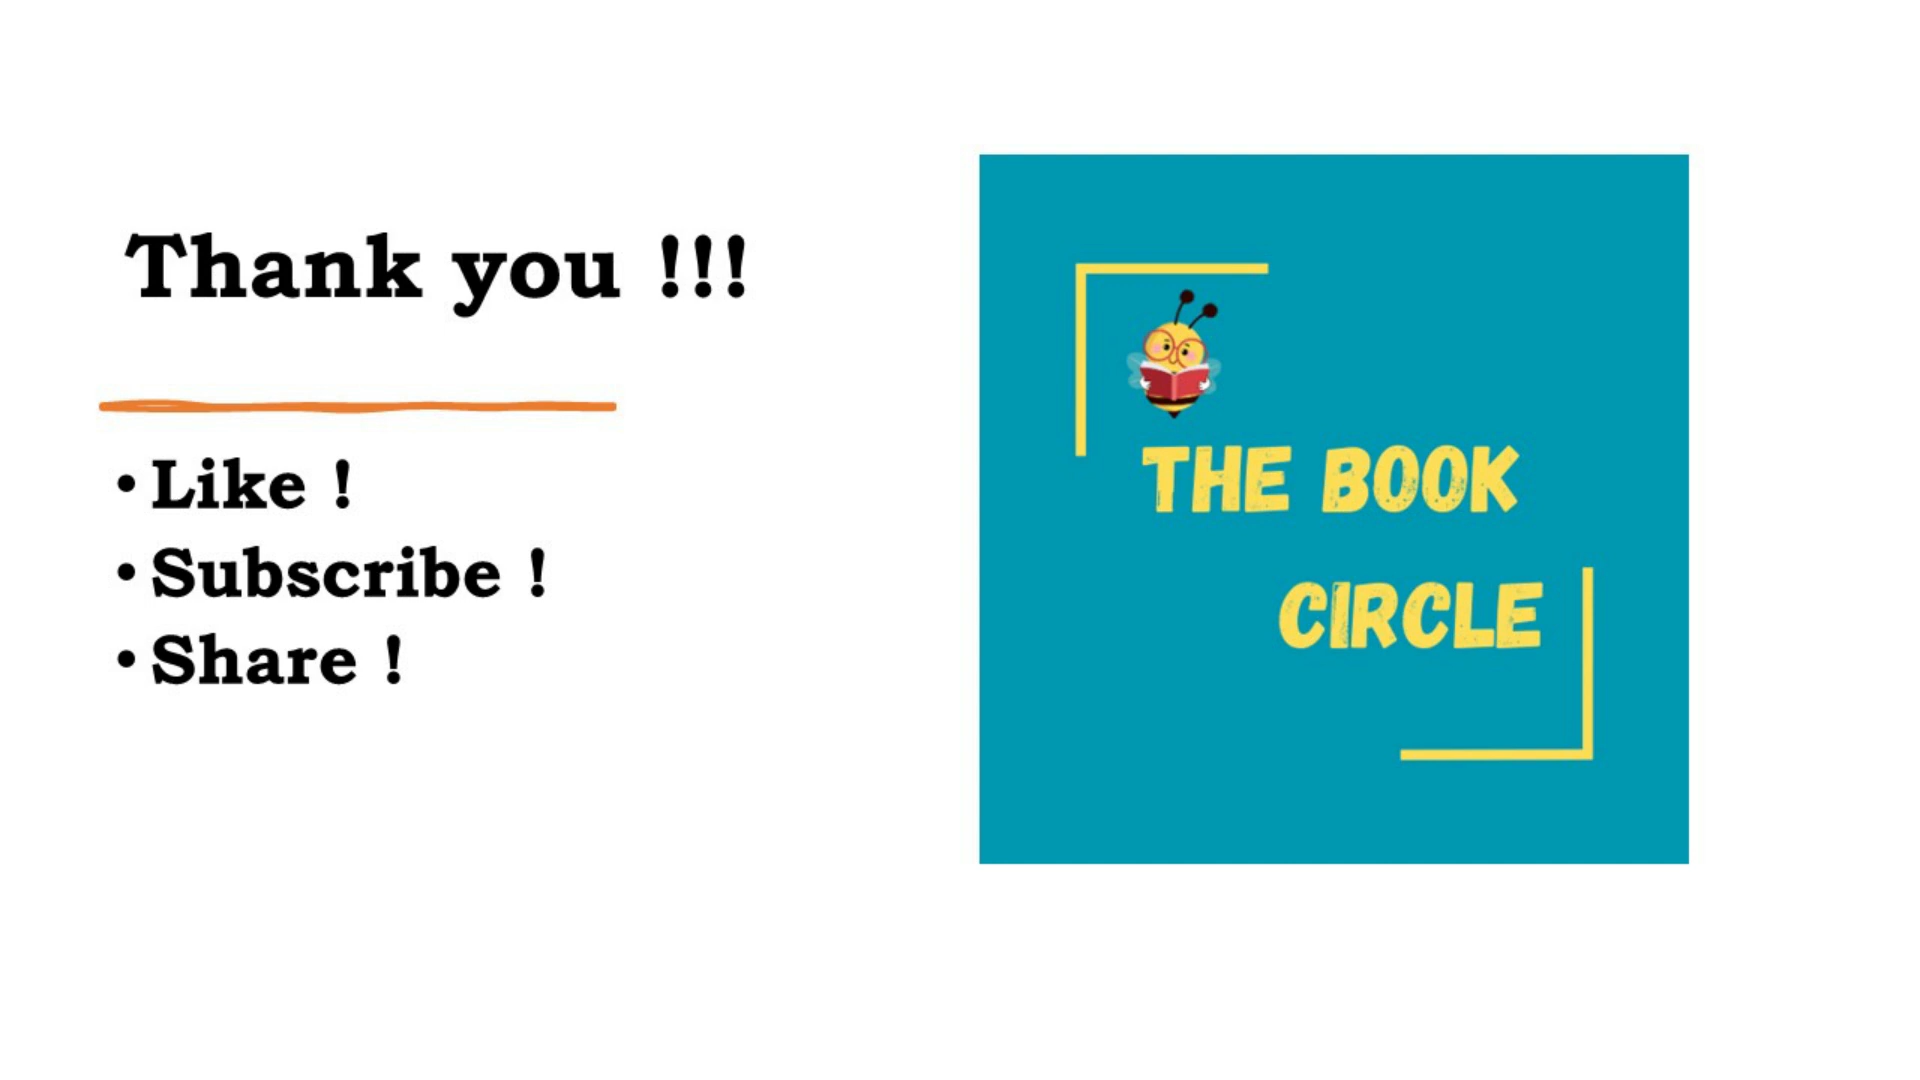 Thank you !!!
• Like !
• Subscribe !
• Share !
THE BOOK
CIRCLE